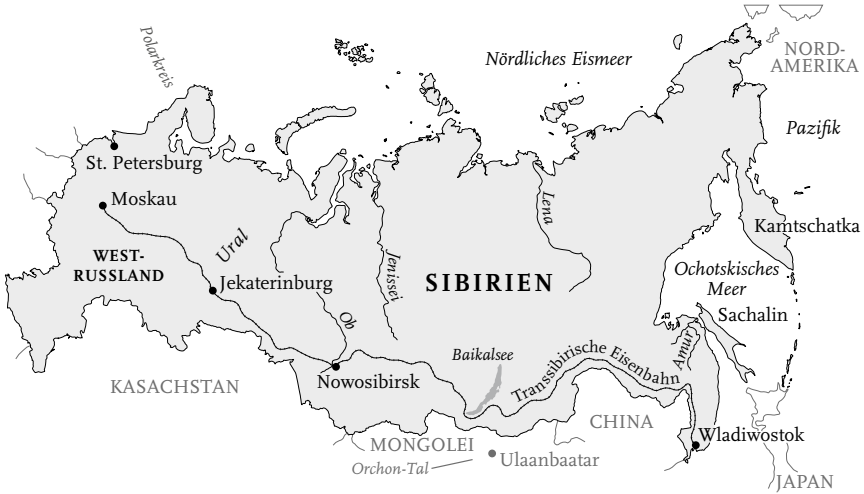 Polarkreis
Nördliches Eismeer
NORD-
AMERIKA
Pazifik
St. Petersburg
Moskau
Lena
Kamtschatka
Ural
WEST-
RUSSLAND
Jenissei
SIBIRIEN
Ochotskisches
Meer
Jekaterinburg
Sachalin
Ob
Amur
Baikalsee
Transsibirische Eisenbahn
Nowosibirsk
KASACHSTAN
CHINA
Wladiwostok
MONGOLEI
Orchon-Tal
Ulaanbaatar
JAPAN